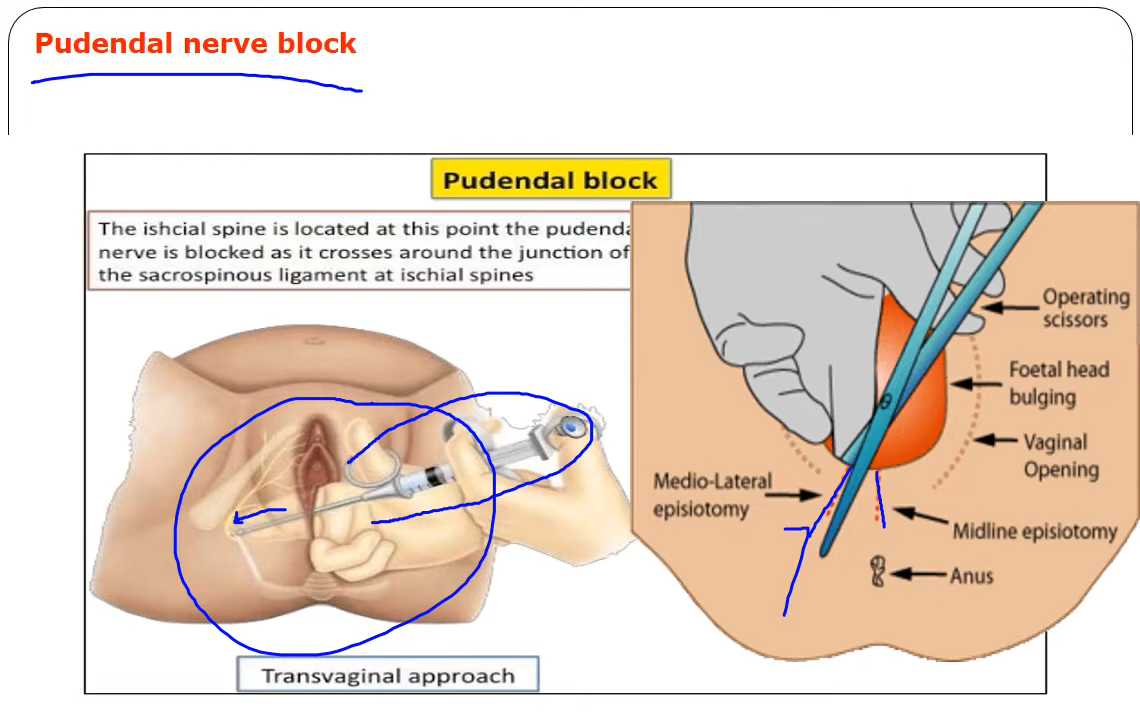 Pudendal nerve block
Pudendal block
The ishcial spine is located at this point the pudenda
nerve is blocked as it crosses around the junction of
the sacrospinous ligament at ischial spines
Transvaginal approach
Operating
scissors
Foetal head
bulging
Vaginal
Opening
Medio-Lateral
episiotomy
Midline episiotomy
Anus